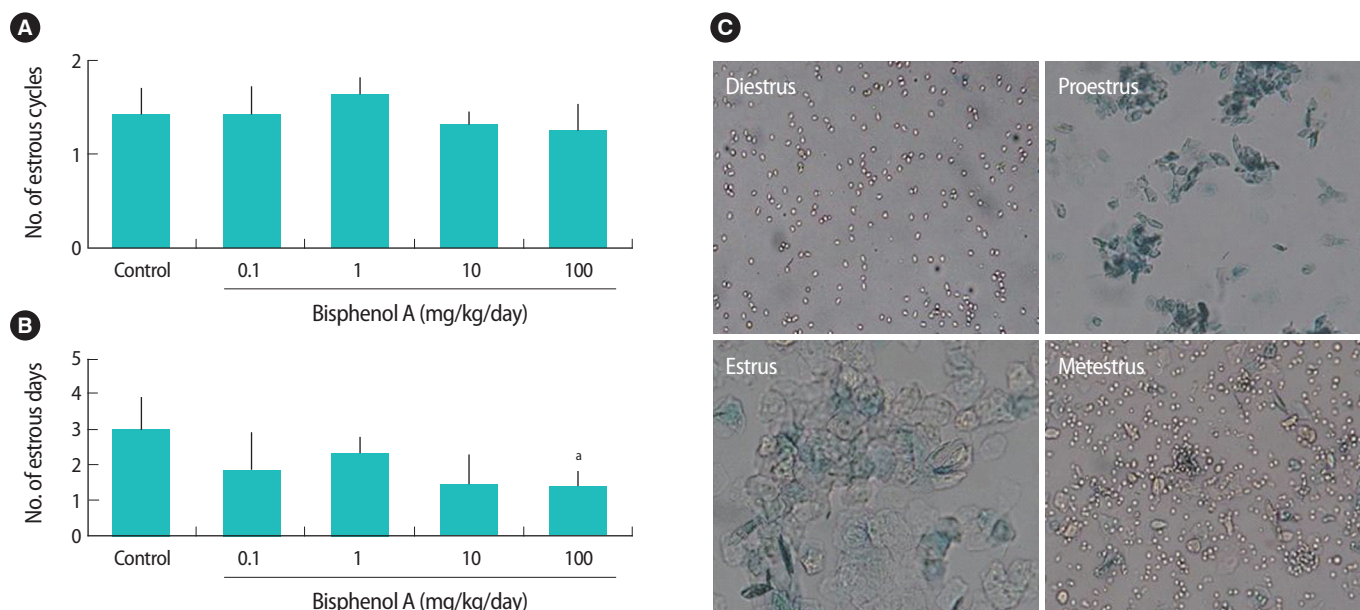 A
No. of estrous cycles
2
1
0
Control 0.1 1 10 100
Bisphenol A (mg/kg/day)
B
No. of estrous days
5
4
3
2
1
0
a
Control 0.1 1 10 100
Bisphenol A (mg/kg/day)
C
Diestrus
Proestrus
Estrus
Metestrus